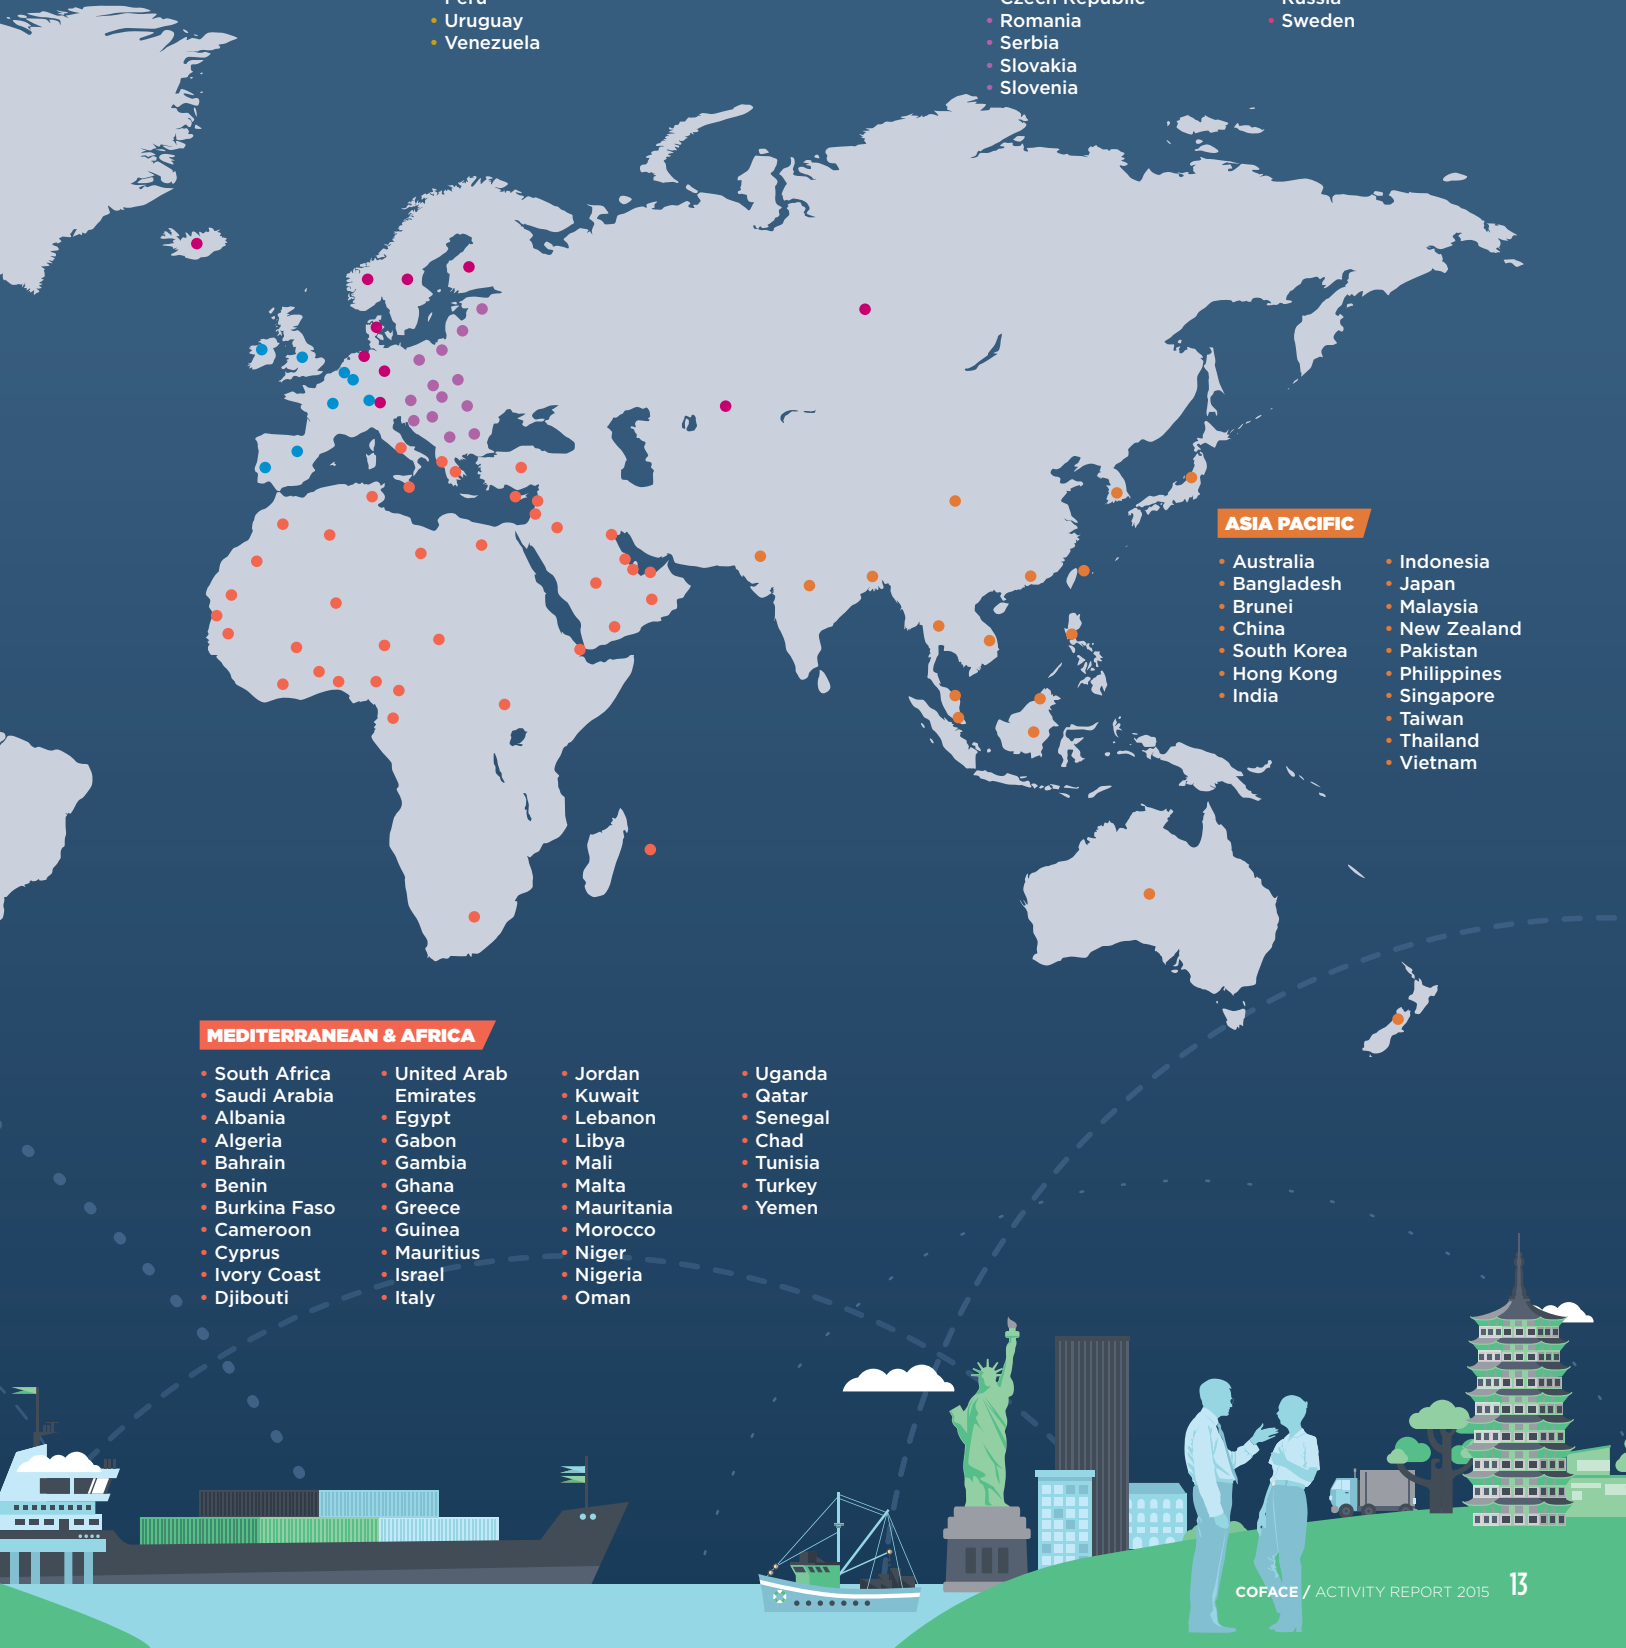 Peru
• Uruguay
• Venezuela
Czech Republic
• Romania
• Serbia
• Slovakia
• Slovenia
Russia
• Sweden
ASIA PACIFIC
• Australia
• Bangladesh
• Brunei
• China
• South Korea
• Hong Kong
• India
• Indonesia
• Japan
• Malaysia
• New Zealand
• Pakistan
• Philippines
• Singapore
• Taiwan
• Thailand
• Vietnam
MEDITERRANEAN & AFRICA
• South Africa
• Saudi Arabia
• Albania
• Algeria
• Bahrain
• Benin
• Burkina Faso
• Cameroon
• Cyprus
• Ivory Coast
• Djibouti
• United Arab
Emirates
• Egypt
• Gabon
• Gambia
• Ghana
• Greece
• Guinea
• Mauritius
• Israel
• Italy
• Jordan
• Kuwait
• Lebanon
• Libya
• Mali
• Malta
• Mauritania
• Morocco
• Niger
• Nigeria
• Oman
• Uganda
• Qatar
• Senegal
• Chad
• Tunisia
• Turkey
• Yemen
COFACE / ACTIVITY REPORT 2015 13